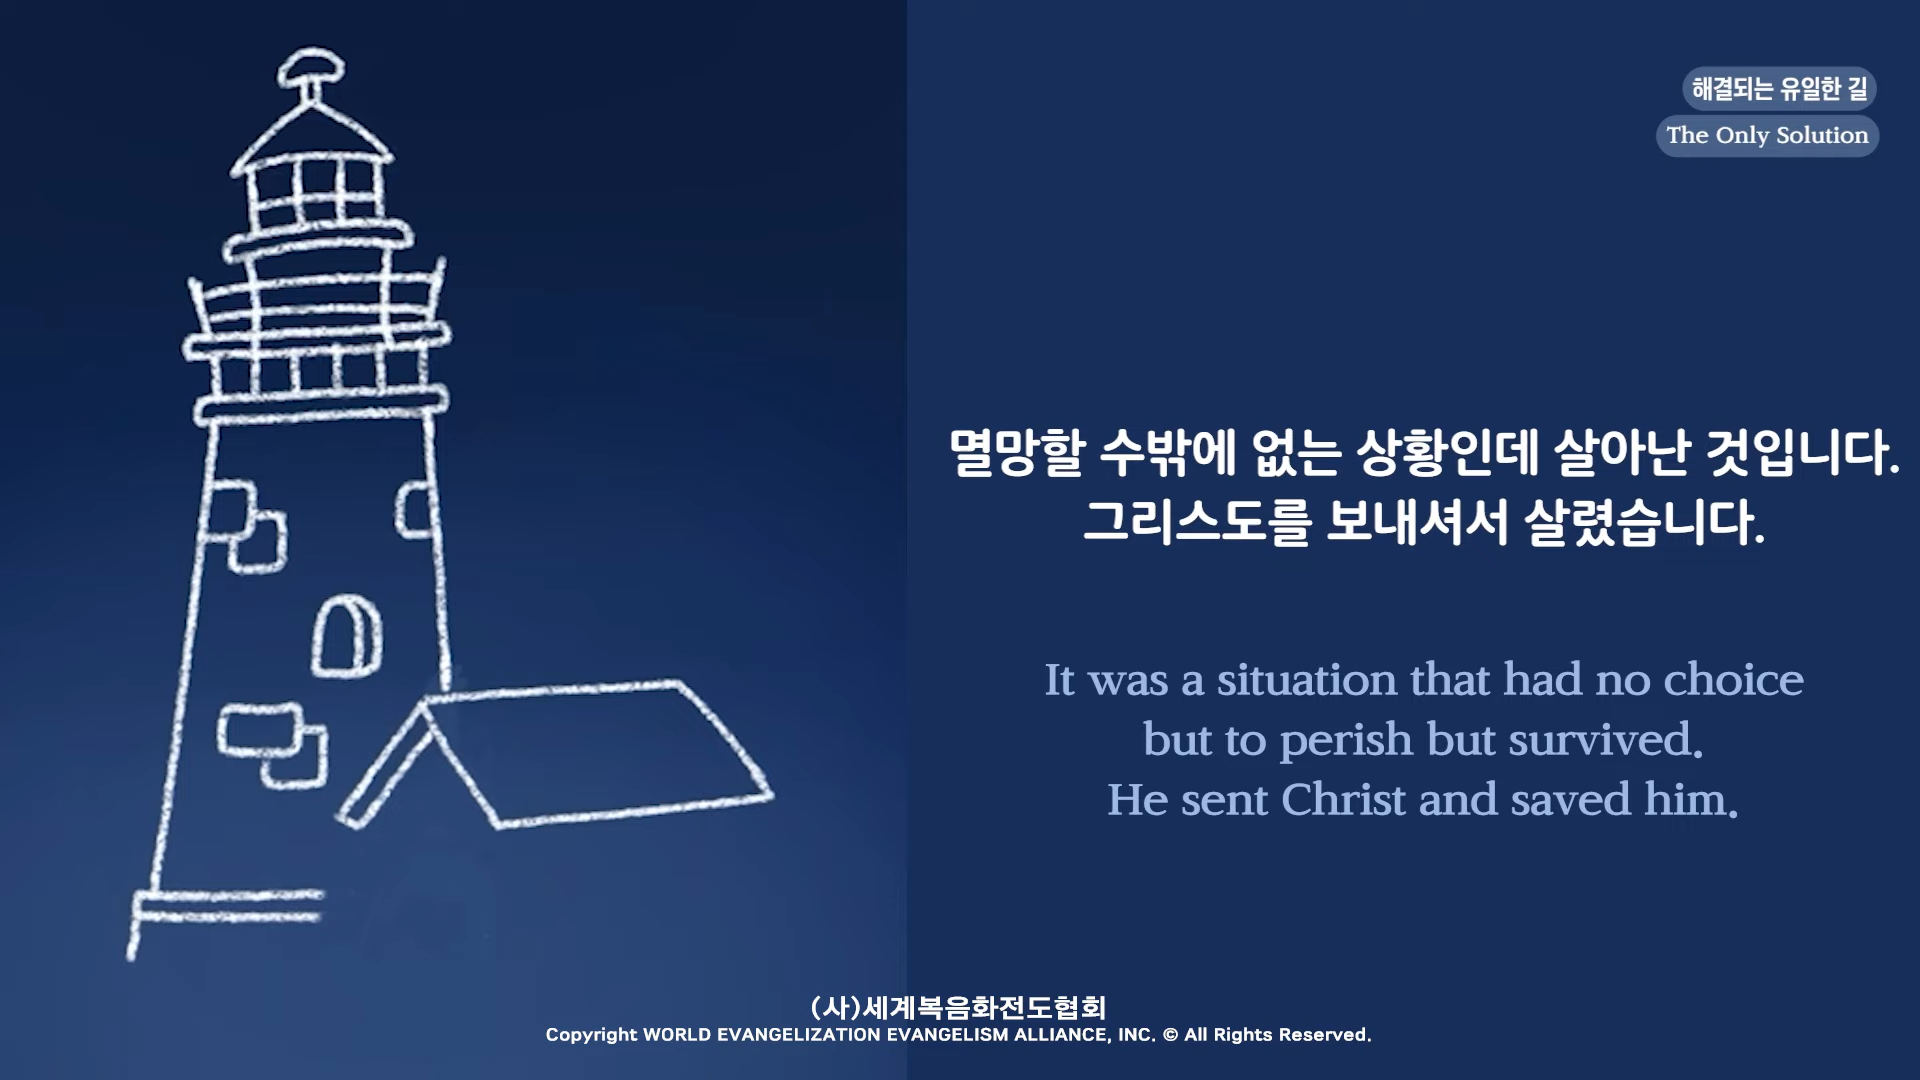 해결되는 유일한 길
The Only Solution
멸망할 수밖에 없는 상황인데 살아난 것입니다.
그리스도를 보내셔서 살렸습니다.
It was a situation that had no choice
but to perish but survived.
He sent Christ and saved him.
(사)세계복음화전도협회
Copyright WORLD EVANGELIZATION EVANGELISM ALLIANCE, INC. © All Rights Reserved.